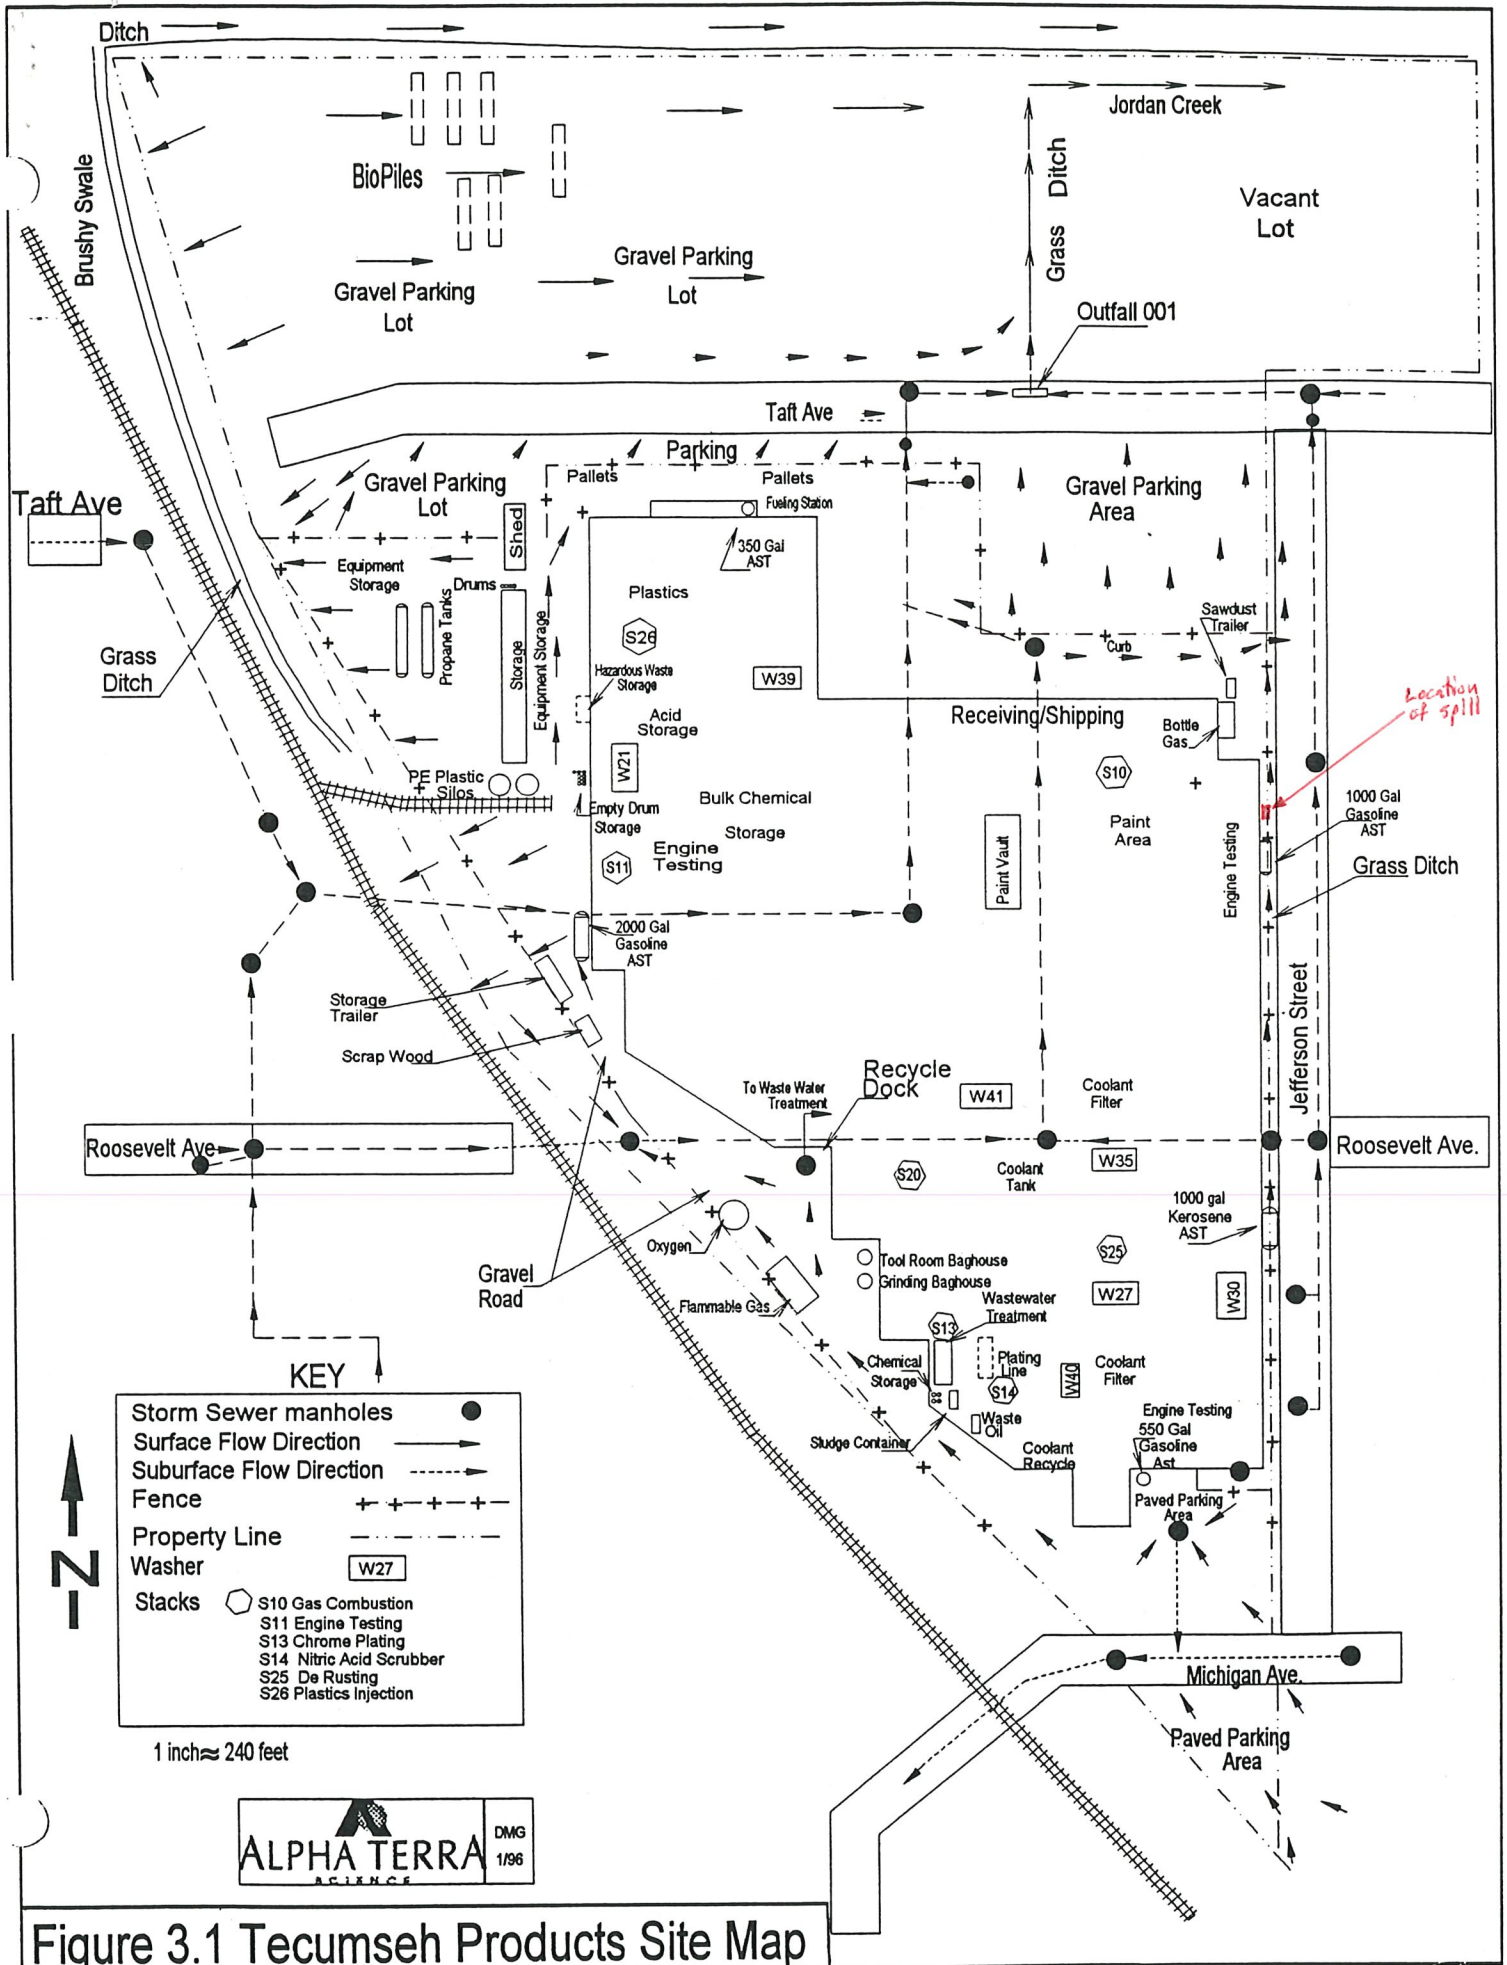 Ditch
Jordan Creek
Brushy Swale
BioPiles
Grass Ditch
Vacant
Lot
Gravel Parking
Lot
Gravel Parking
Lot
Outfall 001
Taft Ave
Parking
Taft Ave
Gravel Parking
Lot
Pallets
Pallets
Fueling Station
Gravel Parking
Area
Shed
350 Gal
AST
Equipment
Storage
Drums
Plastics
Propane Tanks
Storage
Equipment Storage
S26
Sawdust
Trailer
Curb
Grass
Ditch
Hazardous Waste
Storage
W39
Location
of spill
Acid
Storage
Receiving/Shipping
Bottle
Gas
W21
PE Plastic
Silos
S10
Bulk Chemical
Storage
Empty Drum
Storage
1000 Gal
Gasoline
AST
Paint
Area
Paint Vault
Engine Testing
Engine
Testing
S11
Grass Ditch
2000 Gal
Gasoline
AST
Storage
Trailer
Jefferson Street
Scrap Wood
Recycle
Dock
To Waste Water
Treatment
W41
Coolant
Filter
Roosevelt Ave
Roosevelt Ave.
W35
S20
Coolant
Tank
1000 gal
Kerosene
AST
Oxygen
S25
Tool Room Baghouse
Grinding Baghouse
Gravel
Road
Flammable Gas
W27
W30
Wastewater
Treatment
S13
Chemical
Storage
Plating
Line
S14
W40
Coolant
Filter
Waste
Oil
Sludge Container
Coolant
Recycle
Engine Testing
550 Gal
Gasoline
Ast
Paved Parking
Area
KEY
Storm Sewer manholes
Surface Flow Direction
Suburface Flow Direction
Fence
Property Line
Washer
W27
Stacks
S10 Gas Combustion
S11 Engine Testing
S13 Chrome Plating
S14 Nitric Acid Scrubber
S25 De Rusting
S26 Plastics Injection
N
Michigan Ave.
Paved Parking
Area
1 inch≈ 240 feet
ALPHA TERRA
SCIENCE
DMG
1/96
Figure 3.1 Tecumseh Products Site Map